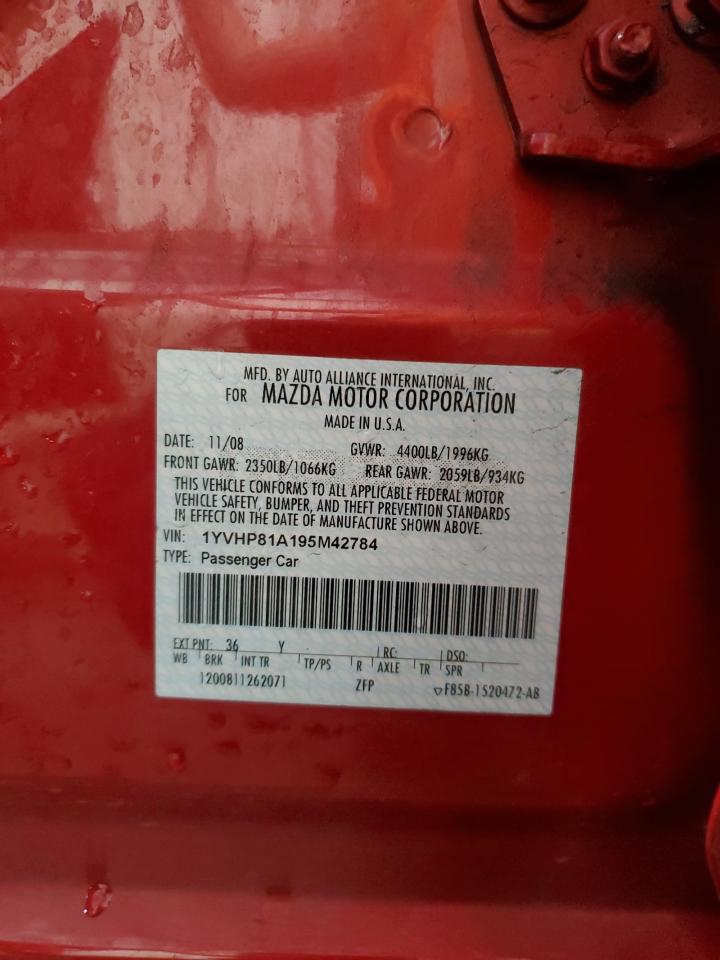 MFD. BY AUTO ALLIANCE INTERNATIONAL, INC.
FOR MAZDA MOTOR CORPORATION
MADE IN U.S.A.
DATE: 11/08 GVWR: 4400LB/1996KG
FRONT GAWR: 2350LB/1066KG REAR GAWR: 2059LB/934KG
THIS VEHICLE CONFORMS TO ALL APPLICABLE FEDERAL MOTOR
VEHICLE SAFETY, BUMPER, AND THEFT PREVENTION STANDARDS
IN EFFECT ON THE DATE OF MANUFACTURE SHOWN ABOVE.
VIN: 1YVHP81A195M42784
TYPE: Passenger Car
EXT PNT: 36 Y RC: DSO:
WB BRK INT TR TP/PS R AXLE TR SPR
1200811262071 ZFP ▽F85B-1520472-AB